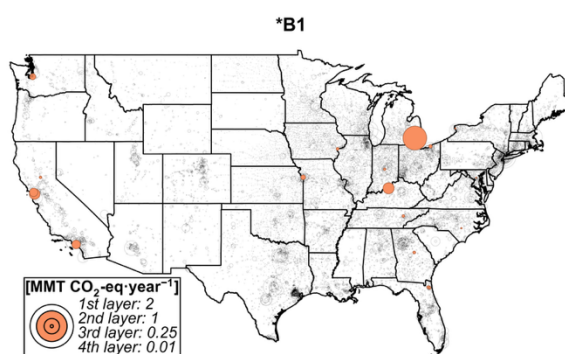 *B1
[MMT CO₂-eq·year⁻¹]
1st layer: 2
2nd layer: 1
3rd layer: 0.25
4th layer: 0.01